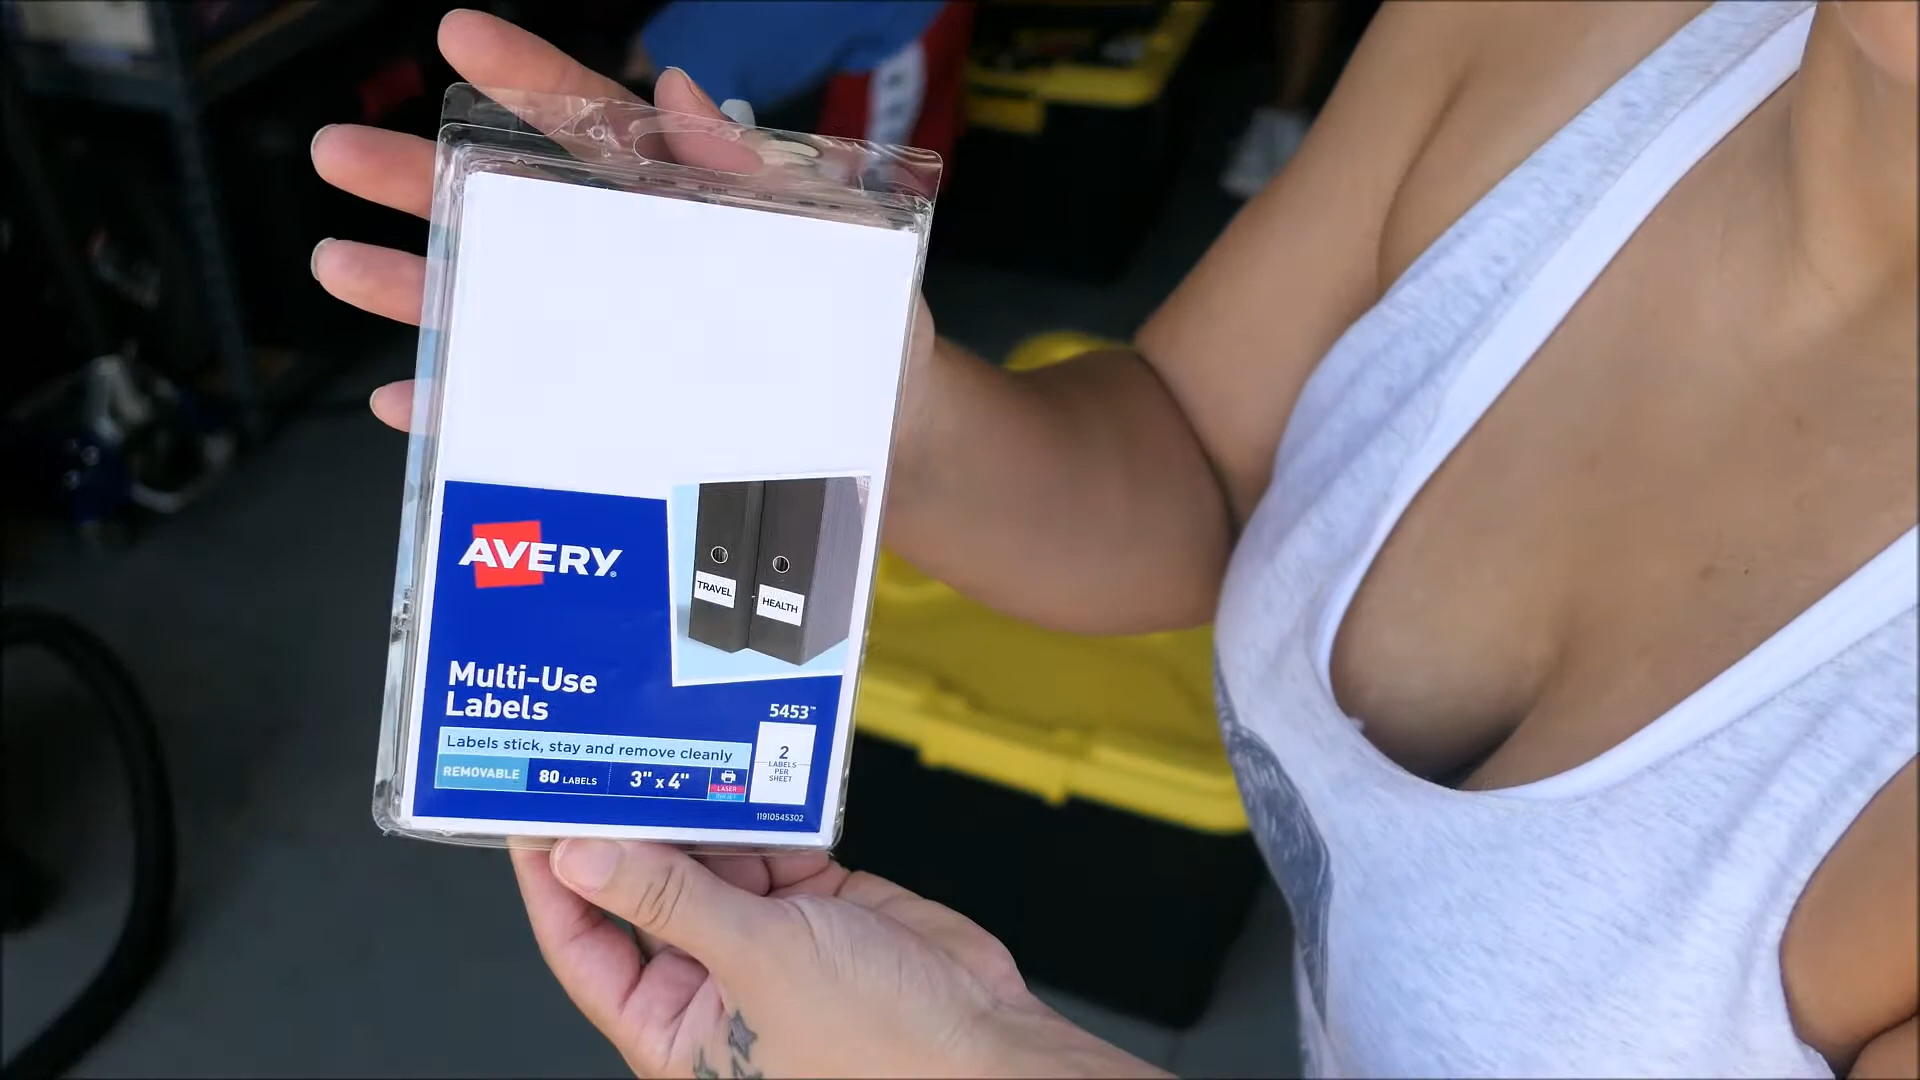 AVERY
TRAVEL
HEALTH
Multi-Use
Labels
5453™
Labels stick, stay and remove cleanly
REMOVABLE
80 LABELS
3" x 4"
LASER
INKJET
2
LABELS
PER
SHEET
11910545302